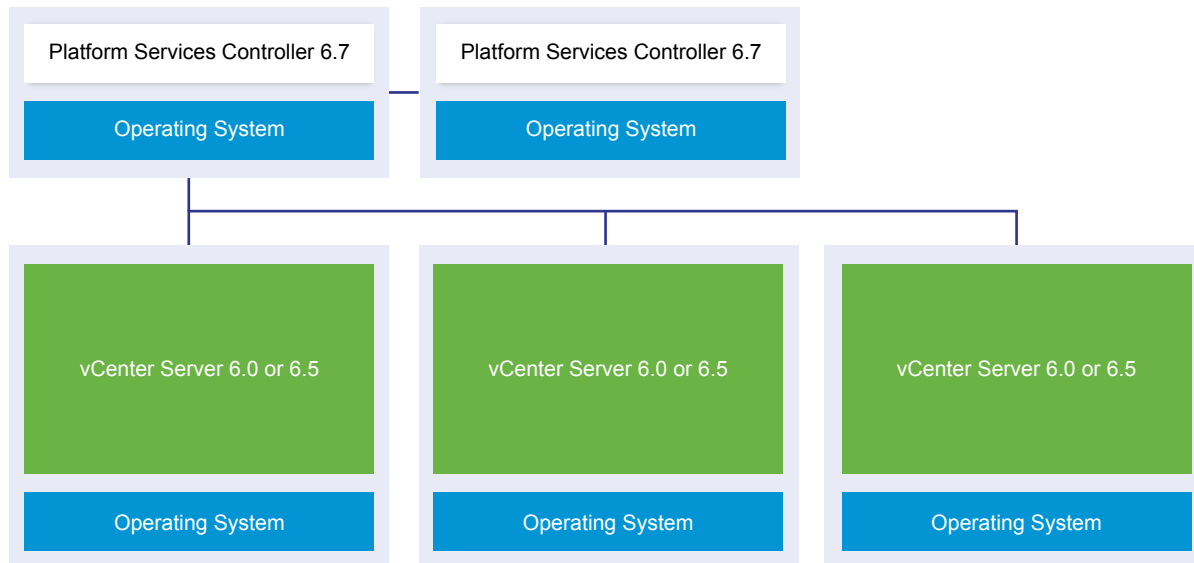 Platform Services Controller 6.7
Platform Services Controller 6.7
Operating System
Operating System
vCenter Server 6.0 or 6.5
vCenter Server 6.0 or 6.5
vCenter Server 6.0 or 6.5
Operating System
Operating System
Operating System